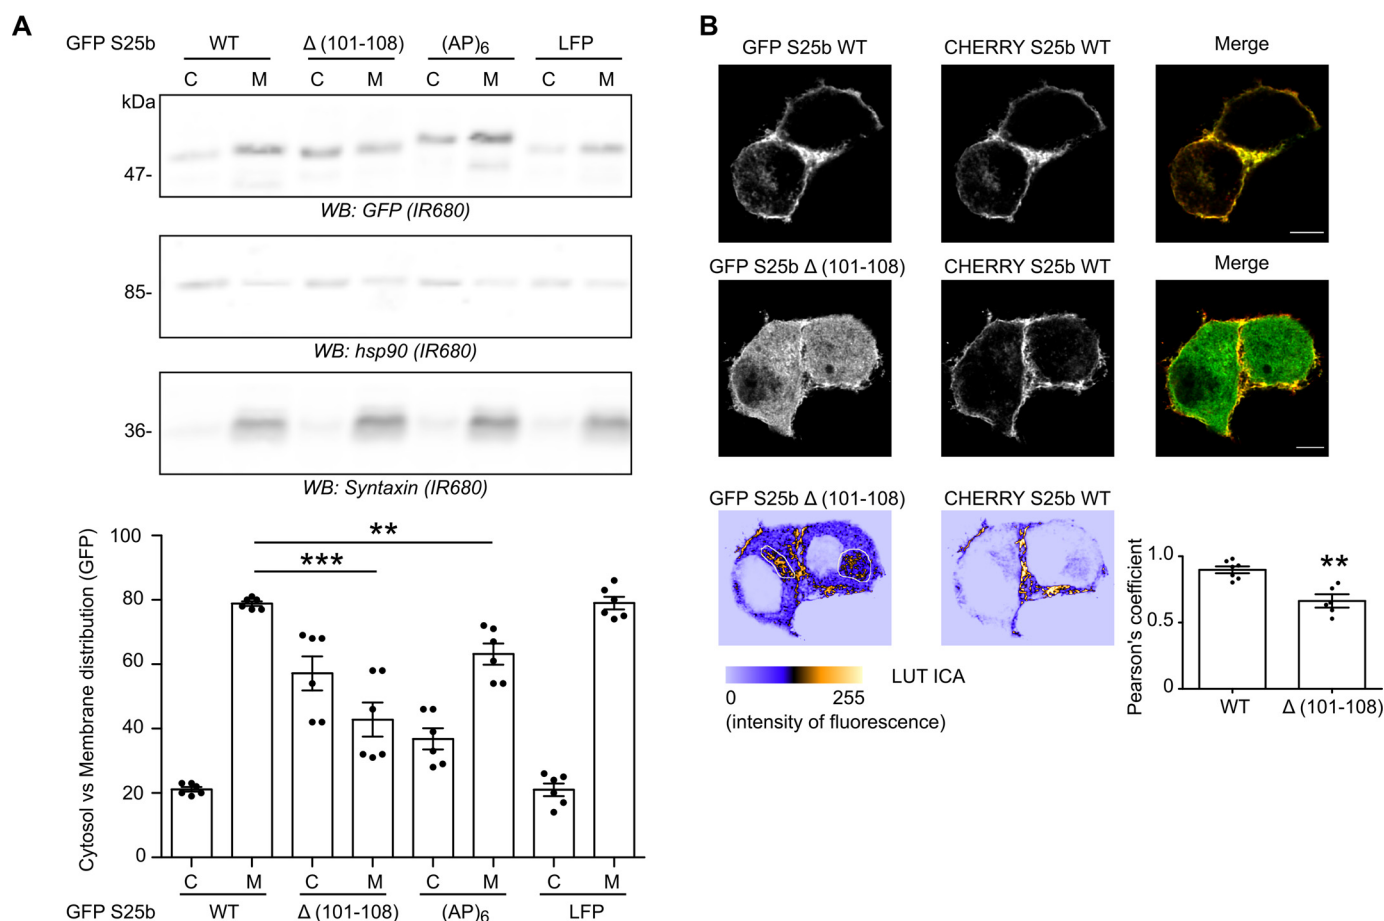 A
GFP S25b WT Δ (101-108) (AP)6 LFP
C M C M C M C M
kDa
47-
WB: GFP (IR680)
85-
WB: hsp90 (IR680)
36-
WB: Syntaxin (IR680)
Cytosol vs Membrane distribution (GFP)
100
80
60
40
20
0
**
***
C M C M C M C M
GFP S25b WT Δ (101-108) (AP)6 LFP
B
GFP S25b WT CHERRY S25b WT Merge
GFP S25b Δ (101-108) CHERRY S25b WT Merge
GFP S25b Δ (101-108) CHERRY S25b WT
0 255
LUT ICA
(intensity of fluorescence)
Pearson's coefficient
1.0
0.5
0
**
WT Δ (101-108)